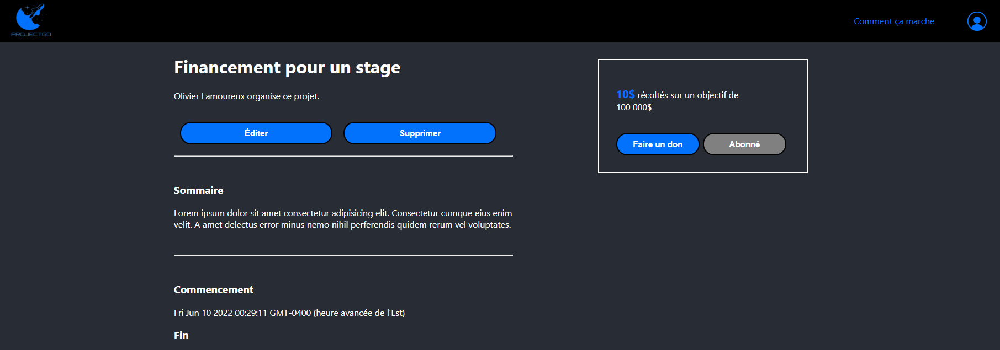 PROJECTGO
Comment ça marche
Financement pour un stage
Olivier Lamoureux organise ce projet.
Éditer
Supprimer
10$ récoltés sur un objectif de
100 000$
Faire un don
Abonné
Sommaire
Lorem ipsum dolor sit amet consectetur adipisicing elit. Consectetur cumque eius enim
velit. A amet delectus error minus nemo nihil perferendis quidem rerum vel voluptates.
Commencement
Fri Jun 10 2022 00:29:11 GMT-0400 (heure avancée de l’Est)
Fin